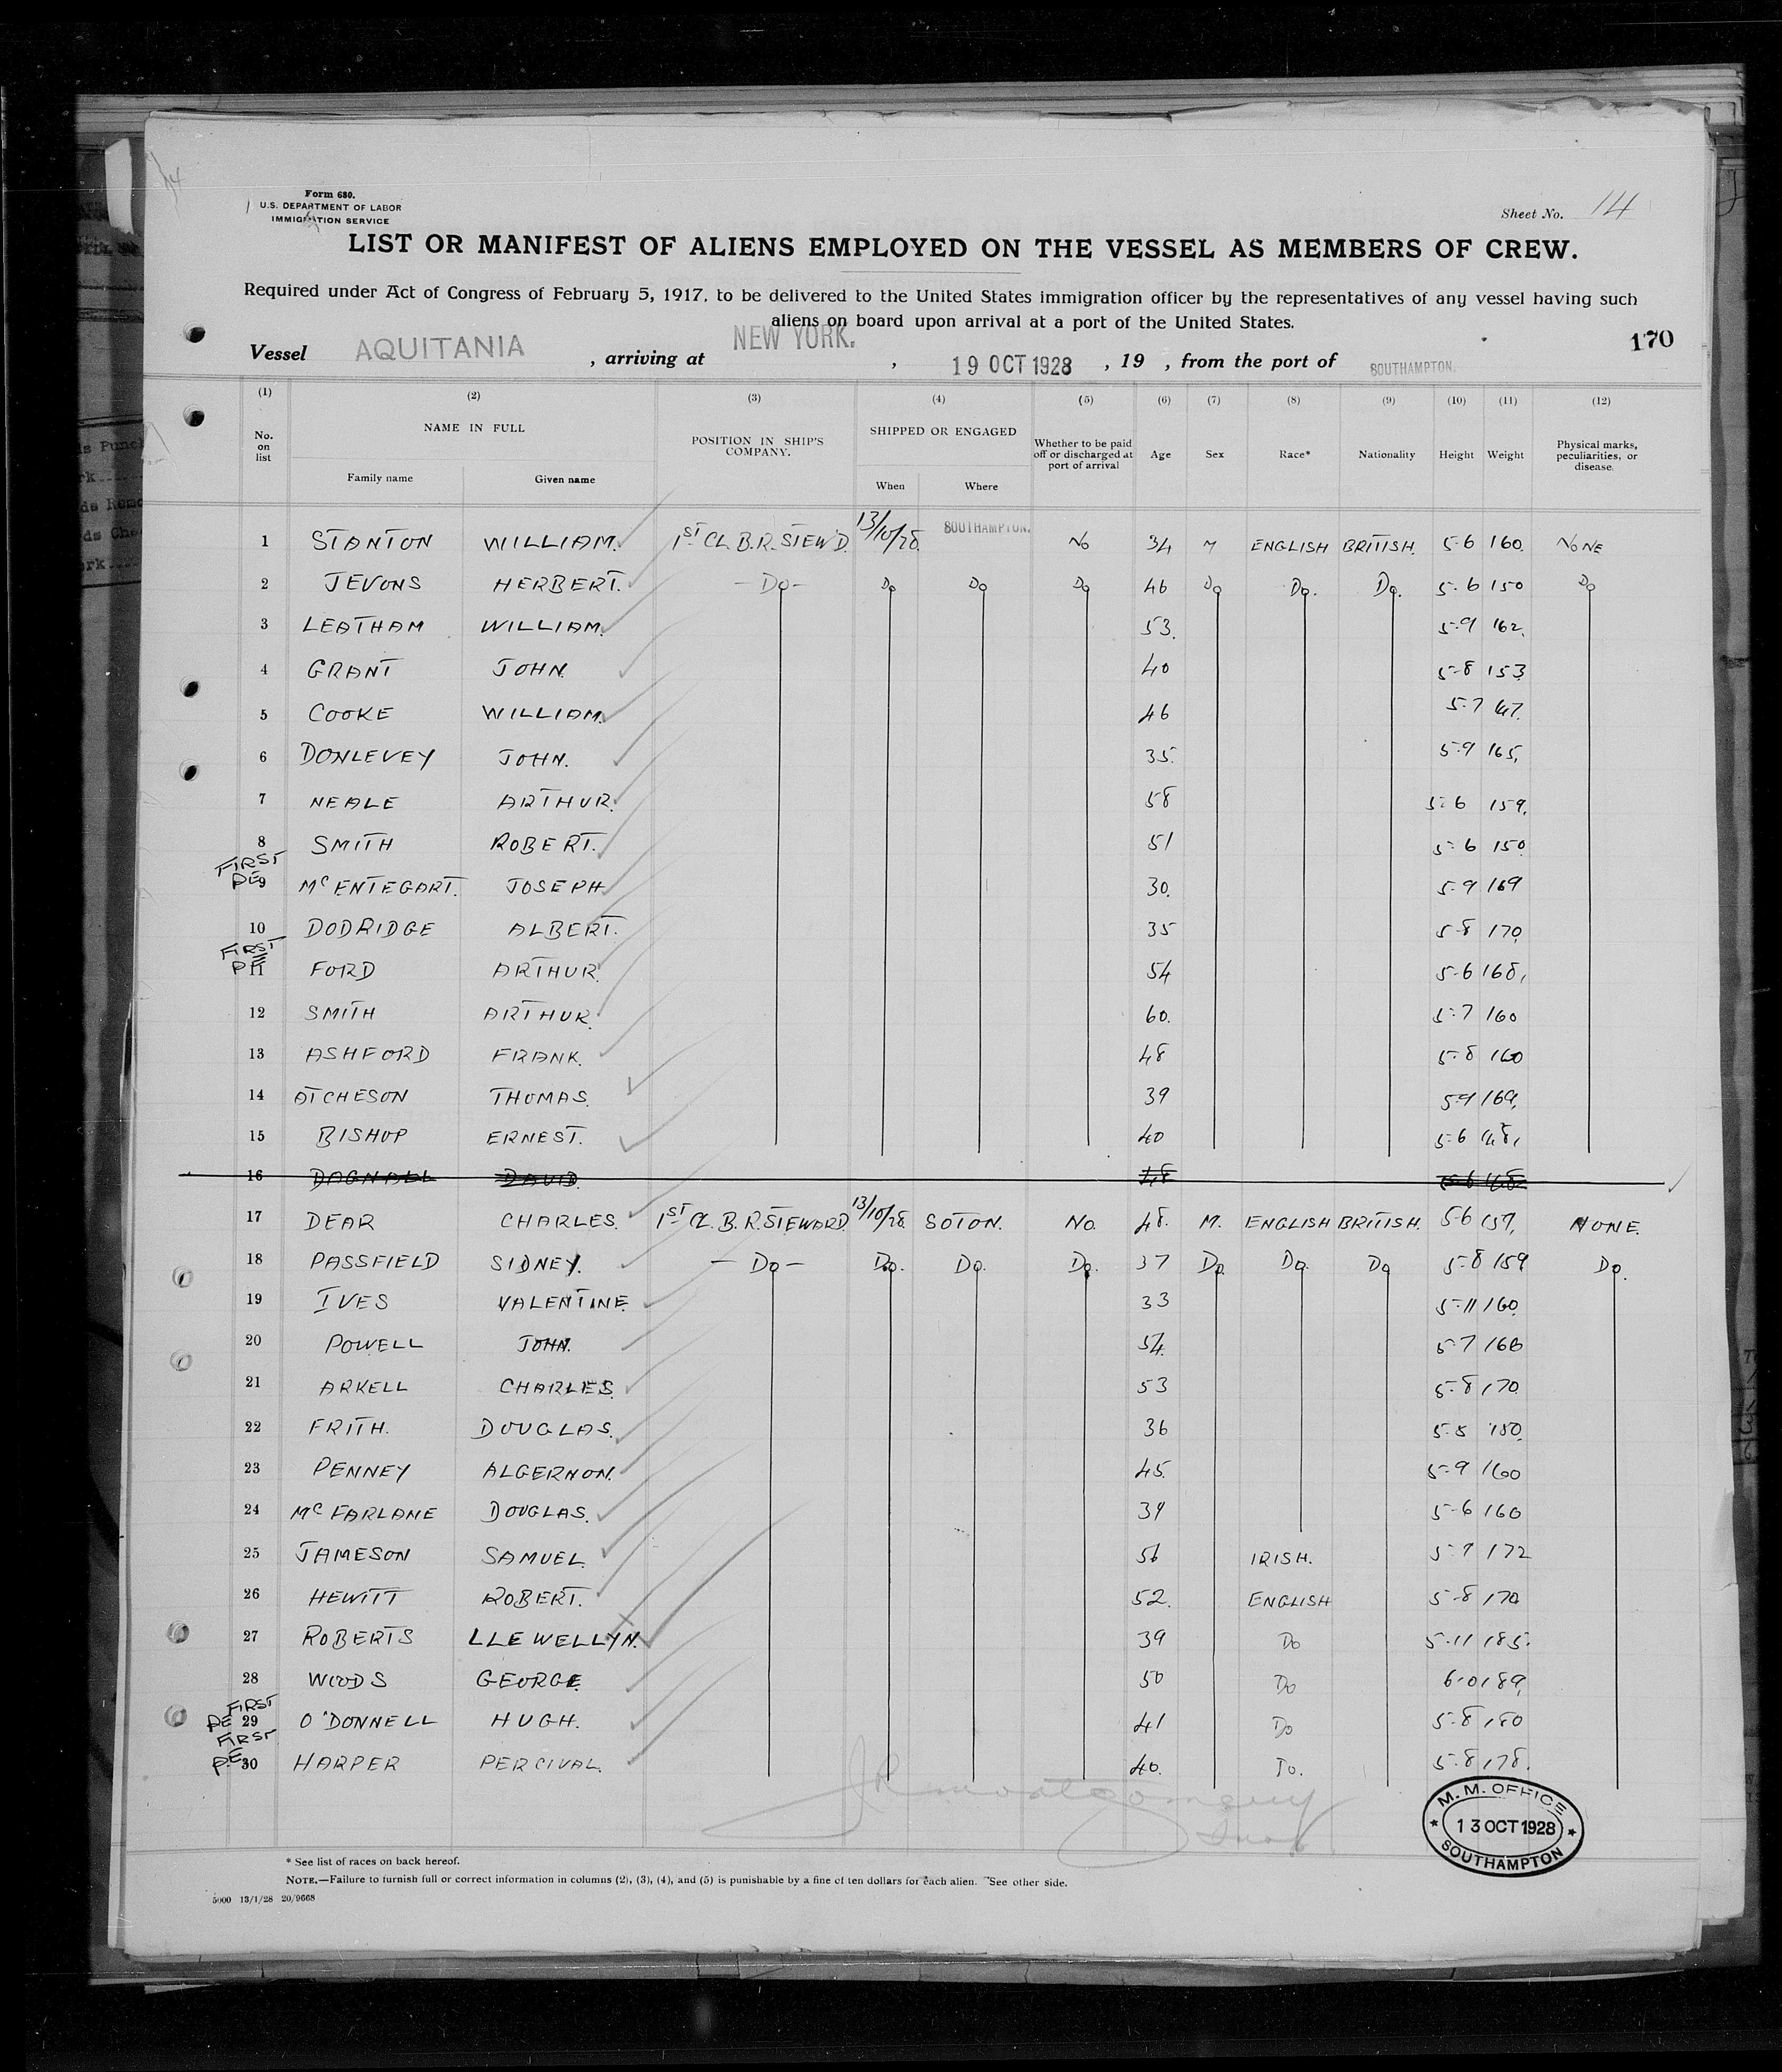 14
Form 680.
U.S. DEPARTMENT OF LABOR
IMMIGRATION SERVICE
Sheet No. 14
LIST OR MANIFEST OF ALIENS EMPLOYED ON THE VESSEL AS MEMBERS OF CREW.
Required under Act of Congress of February 5, 1917, to be delivered to the United States immigration officer by the representatives of any vessel having such
aliens on board upon arrival at a port of the United States.
170
Vessel AQUITANIA , arriving at NEW YORK. , 19 OCT 1928 , 19 , from the port of SOUTHAMPTON.
(1) (2) (3) (4) (5) (6) (7) (8) (9) (10) (11) (12)
No. on list NAME IN FULL Family name Given name POSITION IN SHIP'S COMPANY. SHIPPED OR ENGAGED When Where Whether to be paid off or discharged at port of arrival Age Sex Race* Nationality Height Weight Physical marks, peculiarities, or disease.
1 STANTON WILLIAM. 1ST CL. B.R. STEW'D. 13/10/28. SOUTHAMPTON. No 34 M ENGLISH BRITISH. 5-6 160. NONE
2 JEVONS HERBERT. - Do - Do Do Do 46 Do Do. Do. 5-6 150 Do
3 LEATHAM WILLIAM. 53. 5-9 162.
4 GRANT JOHN. 40 5-8 153
5 COOKE WILLIAM. 46 5-7
6 DONLEVEY JOHN. 35. 5-9 165,
7 NEALE ARTHUR. 58 5-6 159.
8 SMITH ROBERT. 51 5-6 150.
FIRST
PE 9 McENTEGART. JOSEPH 30. 5-9 169
10 DODRIDGE ALBERT. 35 5-8 170.
FIRST
PE 11 FORD ARTHUR. 54 5-6 168,
12 SMITH ARTHUR. 60. 5-7 160
13 ASHFORD FRANK. 48 5-8 160
14 ATCHESON THOMAS. 39 5-9 169,
15 BISHOP ERNEST. 40 5-6
16 DAGNALL DAVID. 48
17 DEAR CHARLES. 1ST CL. B.R. STEWARD. 13/10/28. SOTON. No. 48. M. ENGLISH BRITISH. 5-6 157, NONE.
18 PASSFIELD SIDNEY. - Do - Do. Do. Do. 37 Do. Do. Do 5-8 159 Do.
19 IVES VALENTINE. 33 5-11 160.
20 POWELL JOHN. 54. 5-7
21 ARKELL CHARLES. 53 5-8 170.
22 FRITH. DOUGLAS. 36
23 PENNEY ALGERNON. 45. 5-9 160
24 McFARLANE DOUGLAS. 39 5-6 160
25 JAMESON SAMUEL. 56 IRISH. 172
26 HEWITT ROBERT. 52. ENGLISH 5-8 170
27 ROBERTS LLEWELLYN. 39 Do 5-11 185.
28 WOODS GEORGE. 50 Do 6-0 189,
FIRST
PE 29 O'DONNELL HUGH. 41 Do 5-8 180
FIRST
P.E. 30 HARPER PERCIVAL. 40. Do. 5-8 178.
M. M. OFFICE
13 OCT 1928
SOUTHAMPTON
* See list of races on back hereof.
NOTE.—Failure to furnish full or correct information in columns (2), (3), (4), and (5) is punishable by a fine of ten dollars for each alien. See other side.
5000 13/1/28 20/9668